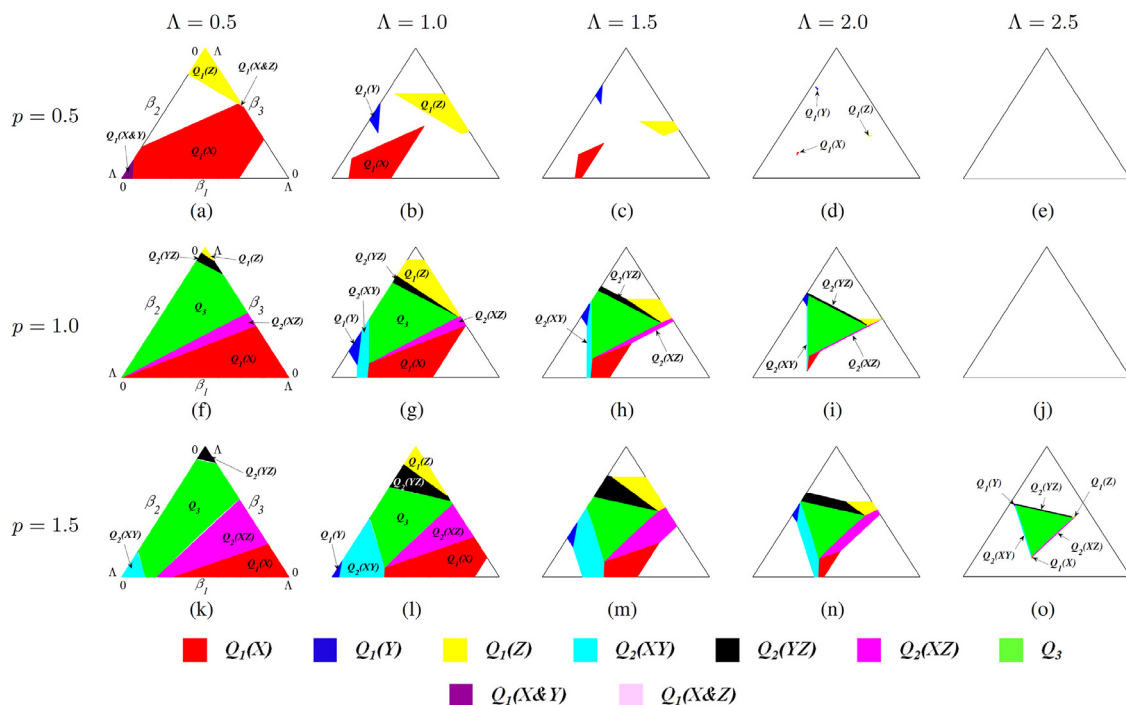 Λ = 0.5 Λ = 1.0 Λ = 1.5 Λ = 2.0 Λ = 2.5
p = 0.5
0 Λ
Q1(Z)
Q1(X&Z)
β2 β3
Q1(X&Y)
Q1(X)
Λ 0
0 β1 Λ
Q1(Y)
Q1(Z)
Q1(X)
Q1(Y)
Q1(Z)
Q1(X)
(a) (b) (c) (d) (e)
p = 1.0
0 Λ
Q2(YZ)
Q1(Z)
β2 β3
Q3
Q2(XZ)
Q1(X)
Λ 0
0 β1 Λ
Q2(YZ)
Q2(XY)
Q1(Z)
Q1(Y)
Q3
Q2(XZ)
Q1(X)
Q2(YZ)
Q2(XY)
Q2(XZ)
Q2(YZ)
Q2(XY)
Q2(XZ)
(f) (g) (h) (i) (j)
p = 1.5
0 Λ
Q2(YZ)
β2 β3
Q3
Q2(XY)
Q2(XZ)
Q1(X)
Λ 0
0 β1 Λ
Q1(Z)
Q2(YZ)
Q3
Q1(Y)
Q2(XZ)
Q2(XY)
Q1(X)
Q1(Y)
Q2(YZ)
Q1(Z)
Q2(XY)
Q2(XZ)
Q1(X)
(k) (l) (m) (n) (o)
Q1(X) Q1(Y) Q1(Z) Q2(XY) Q2(YZ) Q2(XZ) Q3
Q1(X&Y) Q1(X&Z)